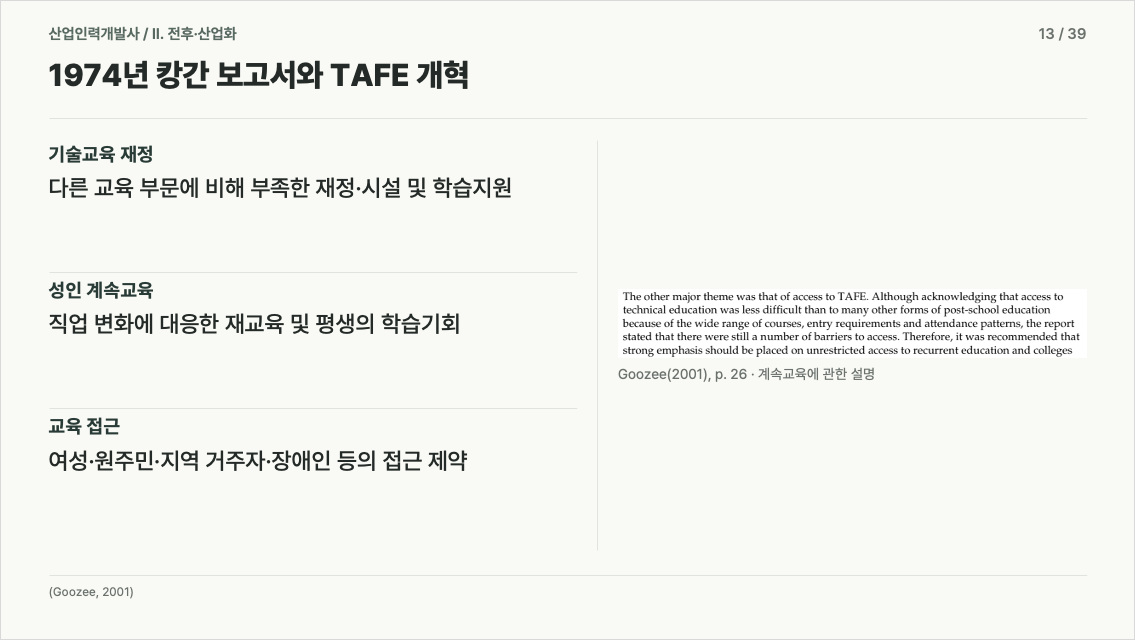 산업인력개발사 / II. 전후·산업화
13 / 39
1974년 캉간 보고서와 TAFE 개혁
기술교육 재정
다른 교육 부문에 비해 부족한 재정·시설 및 학습지원
성인 계속교육
직업 변화에 대응한 재교육 및 평생의 학습기회
교육 접근
여성·원주민·지역 거주자·장애인 등의 접근 제약
The other major theme was that of access to TAFE. Although acknowledging that access to
technical education was less difficult than to many other forms of post-school education
because of the wide range of courses, entry requirements and attendance patterns, the report
stated that there were still a number of barriers to access. Therefore, it was recommended that
strong emphasis should be placed on unrestricted access to recurrent education and colleges
Goozee(2001), p. 26 · 계속교육에 관한 설명
(Goozee, 2001)